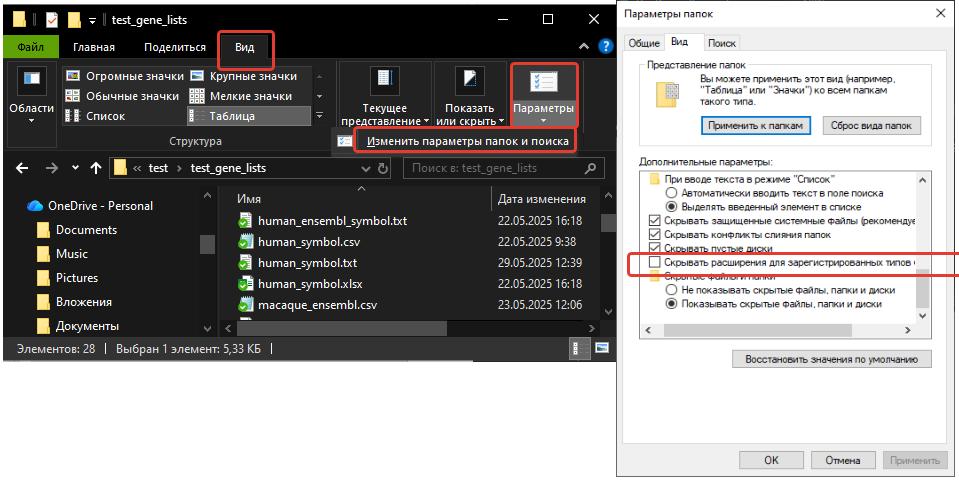 test_gene_lists
Файл Главная Поделиться Вид
Области
Огромные значки Крупные значки
Обычные значки Мелкие значки
Список Таблица
Структура
Текущее
представление
Показать
или скрыть
Параметры
Изменить параметры папок и поиска
« test › test_gene_lists
Поиск в: test_gene_lists
OneDrive - Personal
Documents
Music
Pictures
Вложения
Документы
Имя Дата изменения
human_ensembl_symbol.txt 22.05.2025 16:18
human_symbol.csv 22.05.2025 9:38
human_symbol.txt 29.05.2025 12:39
human_symbol.xlsx 22.05.2025 16:18
macaque_ensembl.csv 23.05.2025 12:06
Элементов: 28 Выбран 1 элемент: 5,33 КБ
Параметры папок
Общие Вид Поиск
Представление папок
Вы можете применить этот вид (например,
"Таблица" или "Значки") ко всем папкам
такого типа.
Применить к папкам Сброс вида папок
Дополнительные параметры:
При вводе текста в режиме "Список"
Автоматически вводить текст в поле поиска
Выделять введенный элемент в списке
Скрывать защищенные системные файлы (рекомендуе
Скрывать конфликты слияния папок
Скрывать пустые диски
Скрывать расширения для зарегистрированных типов
Скрытые файлы и папки
Не показывать скрытые файлы, папки и диски
Показывать скрытые файлы, папки и диски
Восстановить значения по умолчанию
OK Отмена Применить